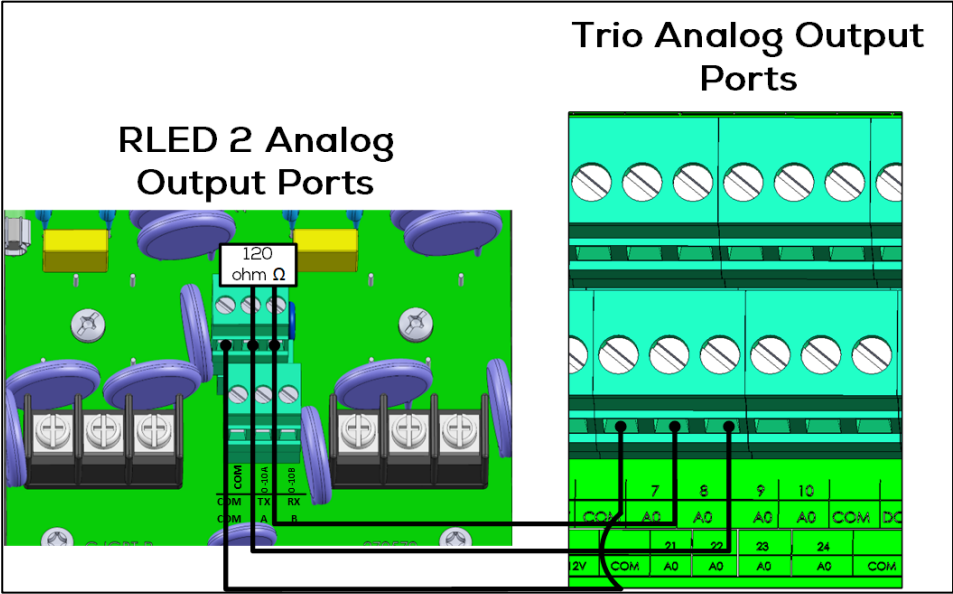 Trio Analog Output
Ports
RLED 2 Analog
Output Ports
120
ohm Ω
COM 0-10A 0-10B
COM TX RX
COM A B
7 8 9 10
COM A0 A0 A0 A0 COM DC
21 22 23 24
12V COM A0 A0 A0 A0 COM